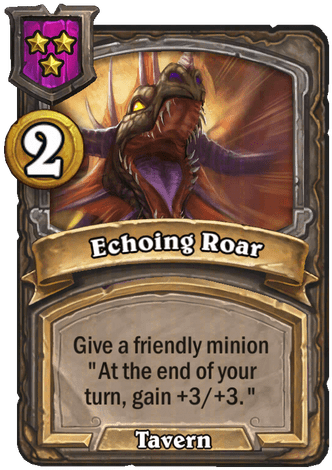 2
Echoing Roar
Give a friendly minion
"At the end of your
turn, gain +3/+3."
Tavern